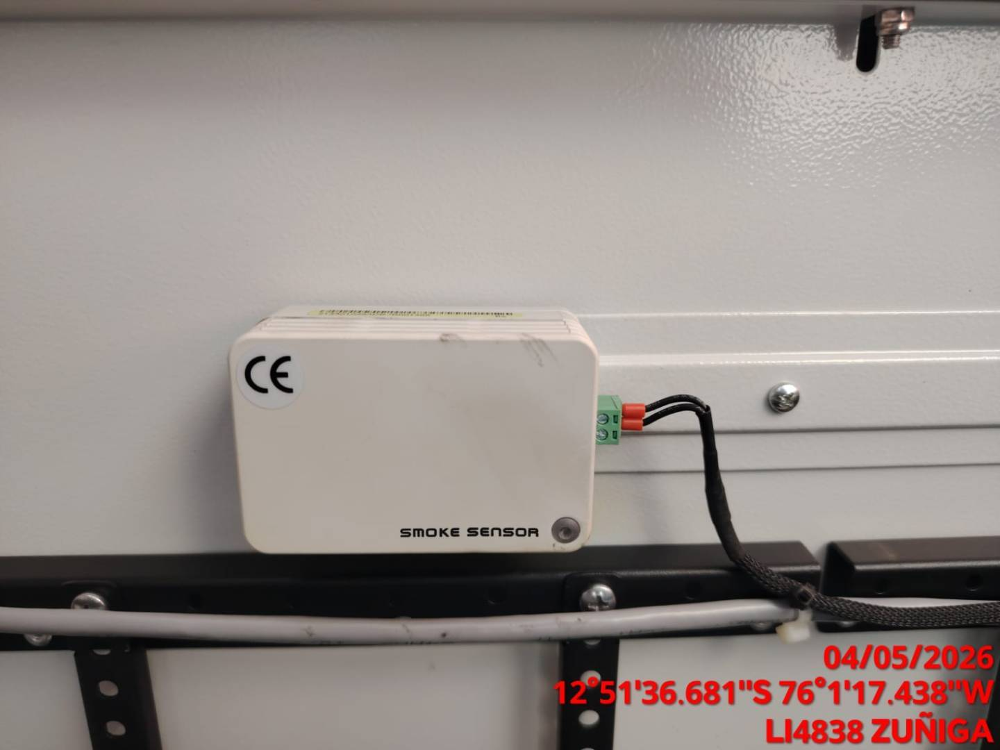 CE
SMOKE SENSOR
04/05/2026
12°51'36.681"S 76°1'17.438"W
LI4838 ZUÑIGA